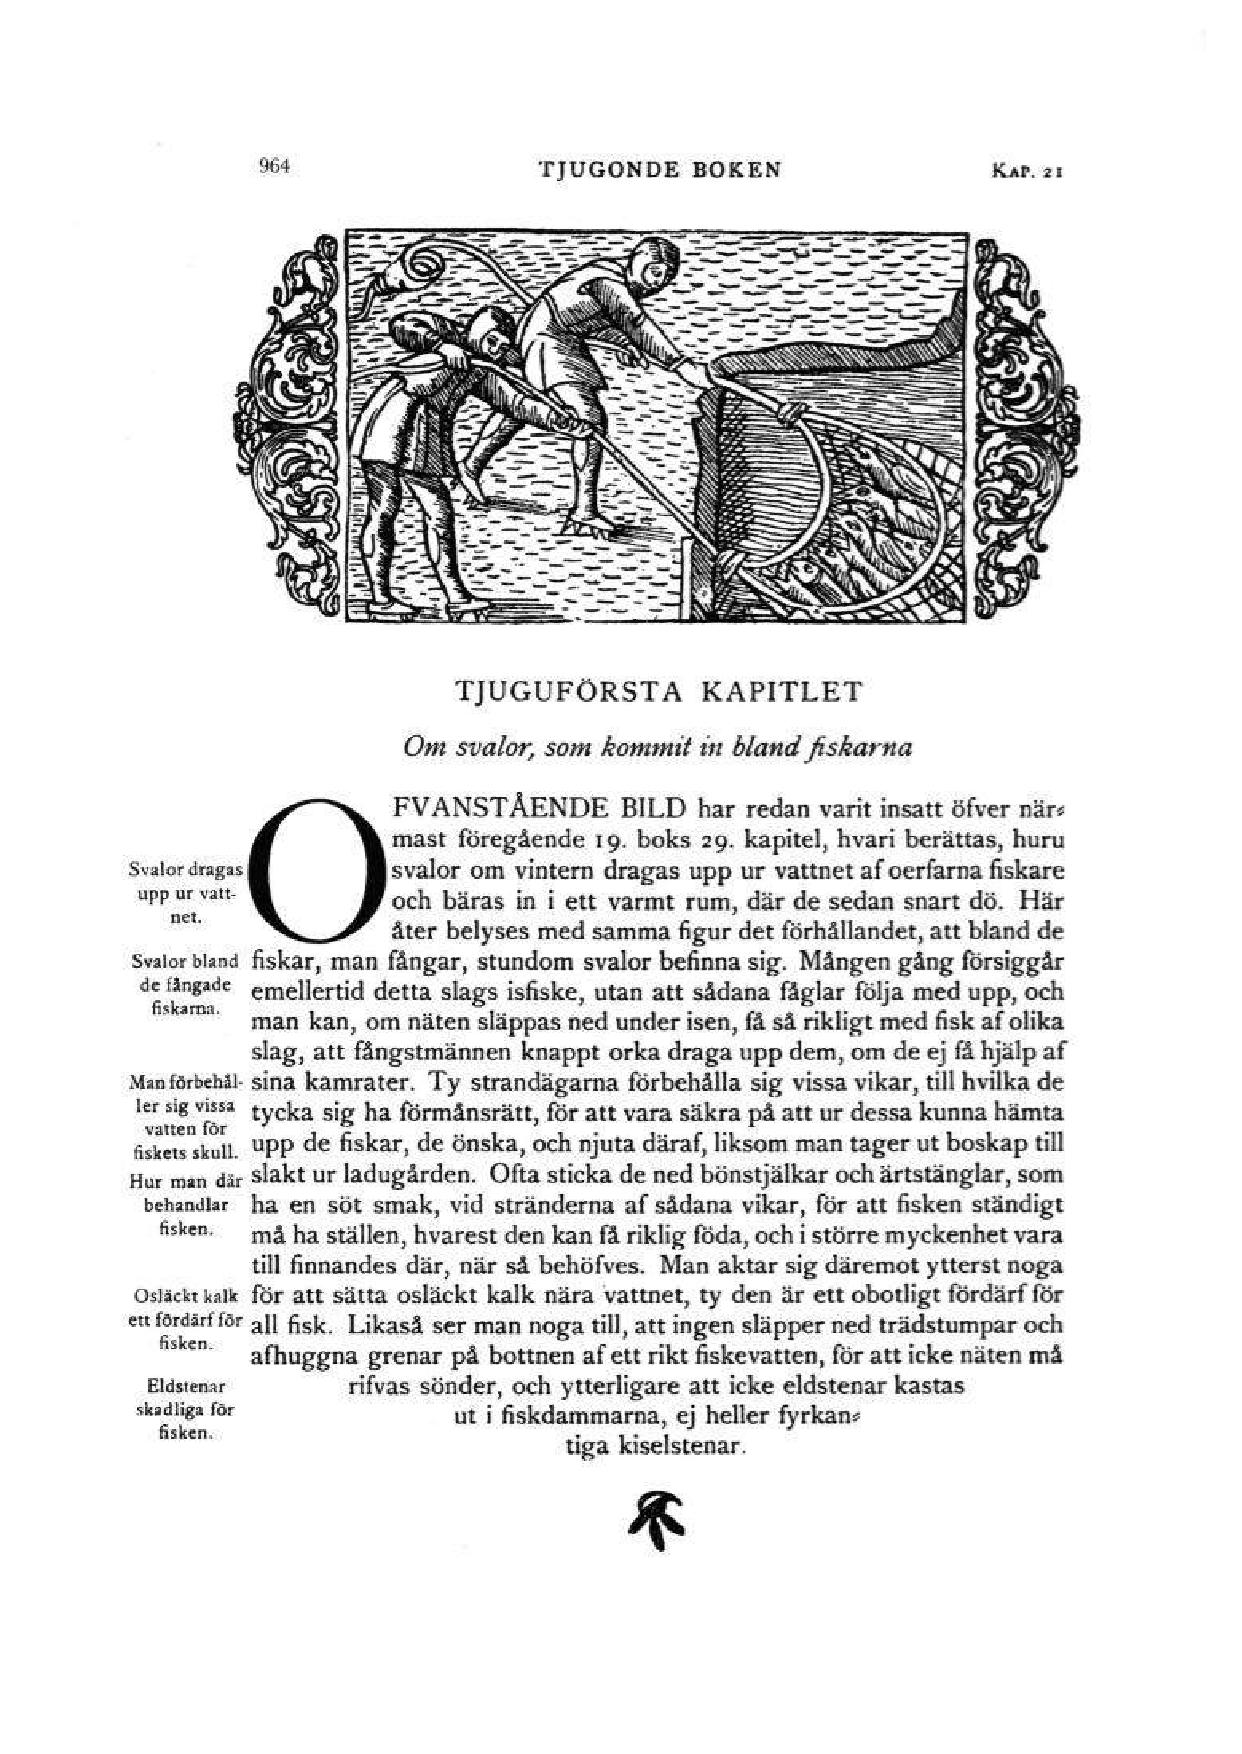 964
TJUGONDE BOKEN
KAP. 21
TJUGUFÖRSTA KAPITLET
Om svalor, som kommit in bland fiskarna
OFVANSTÅENDE BILD har redan varit insatt öfver när-
mast föregående 19. boks 29. kapitel, hvari berättas, huru
svalor om vintern dragas upp ur vattnet af oerfarna fiskare
och bäras in i ett varmt rum, där de sedan snart dö. Här
åter belyses med samma figur det förhållandet, att bland de
fiskar, man fångar, stundom svalor befinna sig. Mången gång försiggår
emellertid detta slags isfiske, utan att sådana fåglar följa med upp, och
man kan, om näten släppas ned under isen, få så rikligt med fisk af olika
slag, att fångstmännen knappt orka draga upp dem, om de ej få hjälp af
sina kamrater. Ty strandägarna förbehålla sig vissa vikar, till hvilka de
tycka sig ha förmånsrätt, för att vara säkra på att ur dessa kunna hämta
upp de fiskar, de önska, och njuta däraf, liksom man tager ut boskap till
slakt ur ladugården. Ofta sticka de ned bönstjälkar och ärtstänglar, som
ha en söt smak, vid stränderna af sådana vikar, för att fisken ständigt
må ha ställen, hvarest den kan få riklig föda, och i större myckenhet vara
till finnandes där, när så behöfves. Man aktar sig däremot ytterst noga
för att sätta osläckt kalk nära vattnet, ty den är ett obotligt fördärf för
all fisk. Likaså ser man noga till, att ingen släpper ned trädstumpar och
afhuggna grenar på bottnen af ett rikt fiskevatten, för att icke näten må
rifvas sönder, och ytterligare att icke eldstenar kastas
ut i fiskdammarna, ej heller fyrkan-
tiga kiselstenar.
Svalor dragas
upp ur vatt-
net.
Svalor bland
de fångade
fiskarna.
Man förbehål-
ler sig vissa
vatten för
fiskets skull.
Hur man där
behandlar
fisken.
Osläckt kalk
ett fördärf för
fisken.
Eldstenar
skadliga för
fisken.